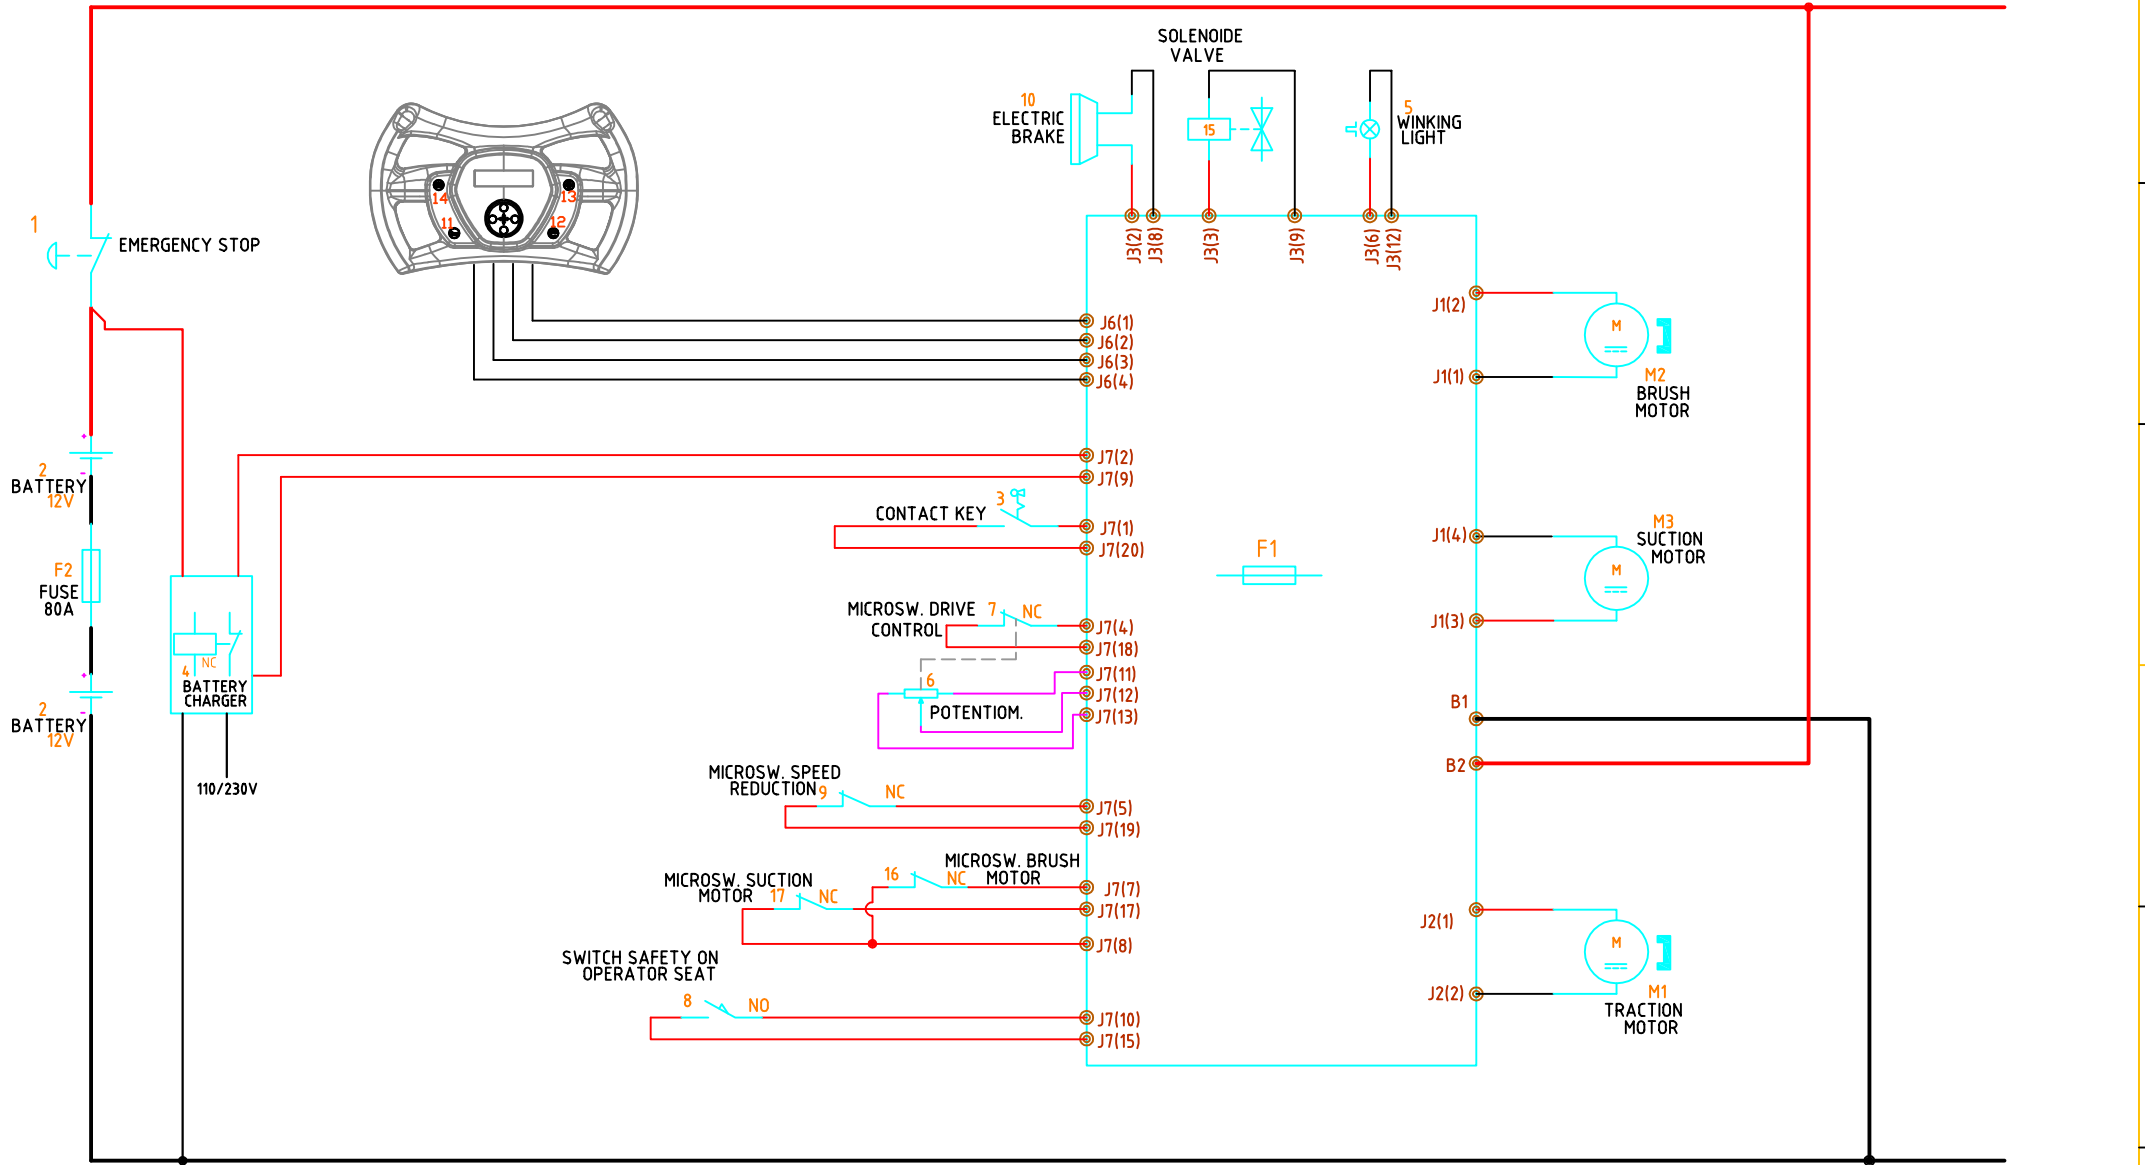 SOLENOIDE
VALVE
10
ELECTRIC
BRAKE
15
5
WINKING
LIGHT
1
EMERGENCY STOP
14
13
11
12
J3(2)
J3(8)
J3(3)
J3(9)
J3(6)
J3(12)
J6(1)
J6(2)
J6(3)
J6(4)
J1(2)
M
J1(1)
M2
BRUSH
MOTOR
+
-
2
BATTERY
12V
J7(2)
J7(9)
3
CONTACT KEY
J7(1)
J7(20)
F1
J1(4)
M3
SUCTION
MOTOR
M
J1(3)
F2
FUSE
80A
MICROSW. DRIVE
CONTROL
7
NC
J7(4)
J7(18)
J7(11)
J7(12)
J7(13)
6
POTENTIOM.
4
NC
BATTERY
CHARGER
+
-
2
BATTERY
12V
110/230V
B1
B2
MICROSW. SPEED
REDUCTION
9
NC
J7(5)
J7(19)
MICROSW. BRUSH
MOTOR
16
NC
J7(7)
MICROSW. SUCTION
MOTOR
17
NC
J7(17)
J7(8)
SWITCH SAFETY ON
OPERATOR SEAT
8
NO
J7(10)
J7(15)
J2(1)
M
J2(2)
M1
TRACTION
MOTOR